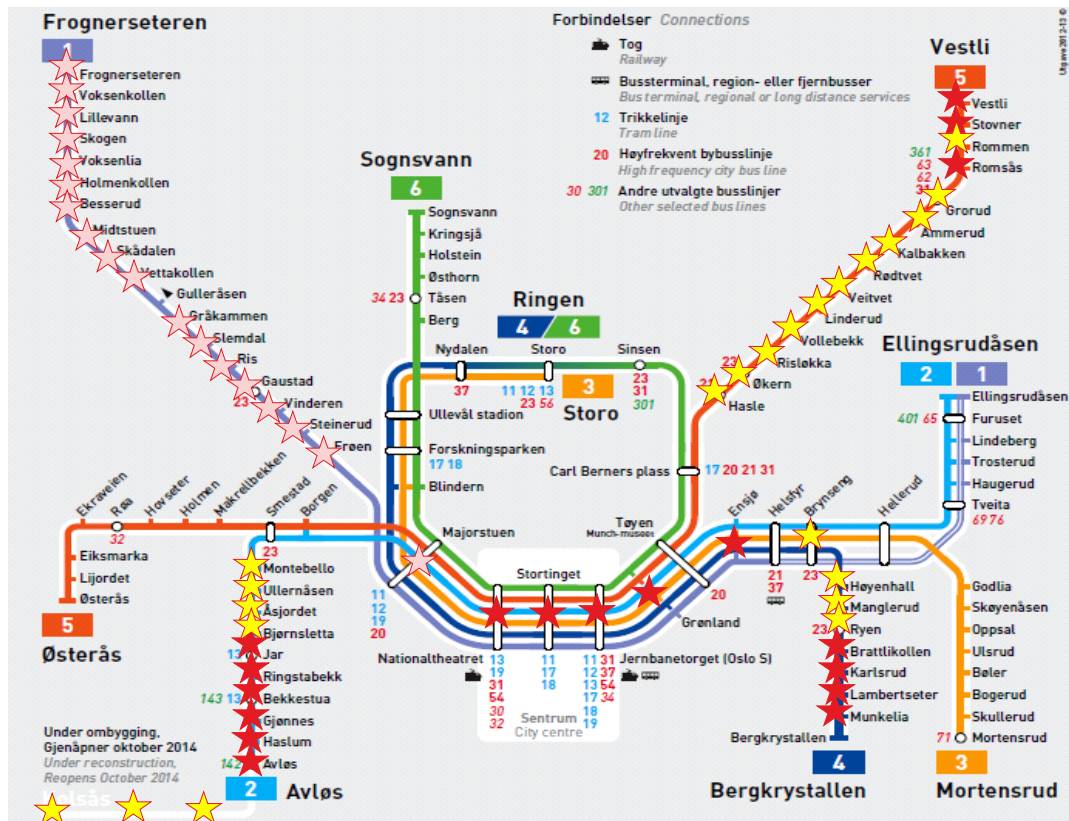 Frognerseteren
1
Frognerseteren
Voksenkollen
Lillevann
Skogen
Voksenlia
Holmenkollen
Besserud
Midtstuen
Skådalen
Vettakollen
Gulleråsen
Gråkammen
Slemdal
Ris
Gaustad
23
Vinderen
Steinerud
Frøen
Forbindelser Connections
Tog
Railway
Bussterminal, region- eller fjernbusser
Bus terminal, regional or long distance services
12 Trikkelinje
Tram line
20 Høyfrekvent bybusslinje
High frequency city bus line
30 301 Andre utvalgte busslinjer
Other selected bus lines
Utgave2012-13 ©
Vestli
5
Vestli
Stovner
Rommen
Romsås
361
63
62
31
Grorud
Ammerud
Kalbakken
Rødtvet
Veitvet
Linderud
Vollebekk
Risløkka
23
Økern
21
Hasle
Sognsvann
6
Sognsvann
Kringsjå
Holstein
Østhorn
34 23 Tåsen
Berg
Ringen
4 6
Nydalen
37
Storo
11 12 13
23 56
3
Storo
Sinsen
23
31
301
Ullevål stadion
Forskningsparken
17 18
Blindern
Carl Berners plass
17 20 21 31
Ellingsrudåsen
2 1
Ellingsrudåsen
401 65 Furuset
Lindeberg
Trosterud
Haugerud
Tveita
69 76
Ekraveien
Røa
32
Hovseter
Holmen
Makrellbekken
Smestad
23
Borgen
Eiksmarka
Lijordet
Østerås
5
Østerås
Montebello
Ullernåsen
Åsjordet
Bjørnsletta
13 Jar
Ringstabekk
143 13 Bekkestua
Gjønnes
Haslum
142 Avløs
2 Avløs
Under ombygging,
Gjenåpner oktober 2014
Under reconstruction,
Reopens October 2014
Kolsås
Majorstuen
11
12
19
20
Stortinget
Nationaltheatret
13
19
31
54
30
32
11
17
18
Jernbanetorget (Oslo S)
11 31
12 37
13 54
17 34
18
19
Sentrum
City centre
Tøyen
Munch-museet
20
Grønland
Ensjø
Helsfyr
21
37
Brynseng
23
Hellerud
Høyenhall
Manglerud
23 Ryen
Brattlikollen
Karlsrud
Lambertseter
Munkelia
Bergkrystallen
4
Bergkrystallen
Godlia
Skøyenåsen
Oppsal
Ulsrud
Bøler
Bogerud
Skullerud
71 Mortensrud
3
Mortensrud